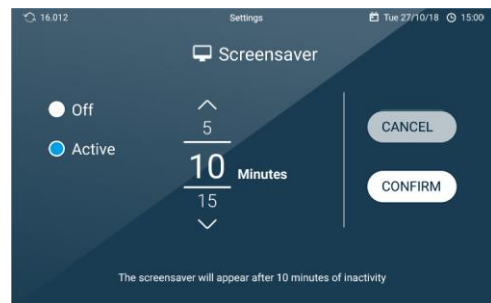 16.012 Settings Tue 27/10/18 15:00
Screensaver
Off
Active
5
10 Minutes
15
CANCEL
CONFIRM
The screensaver will appear after 10 minutes of inactivity